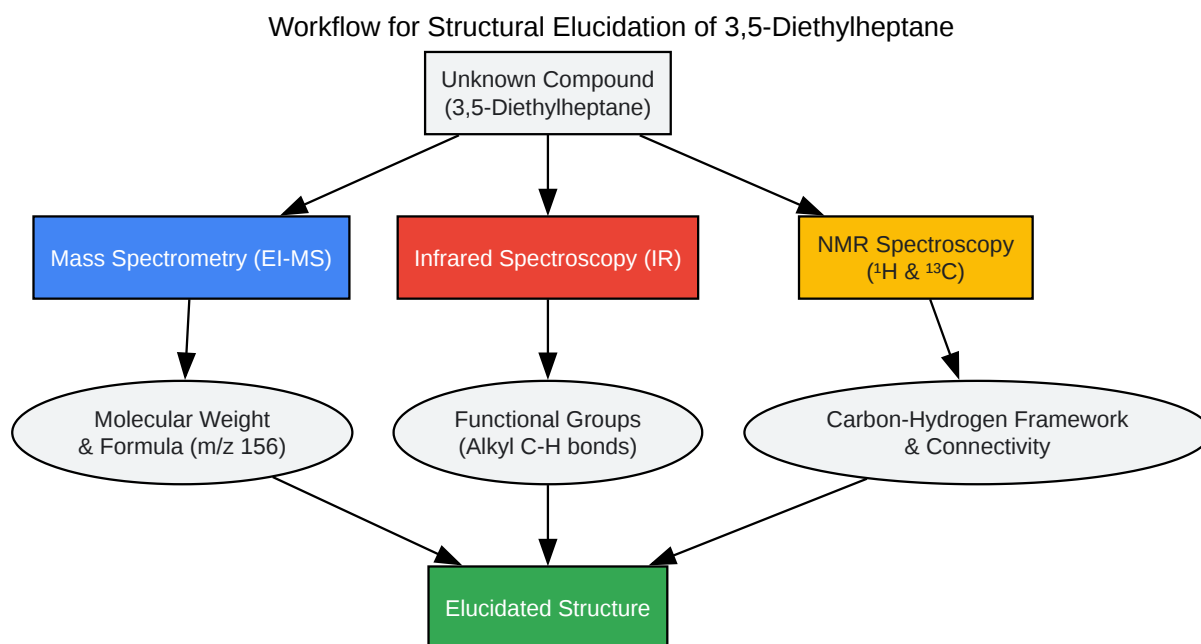 Workflow for Structural Elucidation of 3,5-Diethylheptane
Unknown Compound
(3,5-Diethylheptane)
Mass Spectrometry (EI-MS)
Infrared Spectroscopy (IR)
NMR Spectroscopy
(¹H & ¹³C)
Molecular Weight
& Formula (m/z 156)
Functional Groups
(Alkyl C-H bonds)
Carbon-Hydrogen Framework
& Connectivity
Elucidated Structure